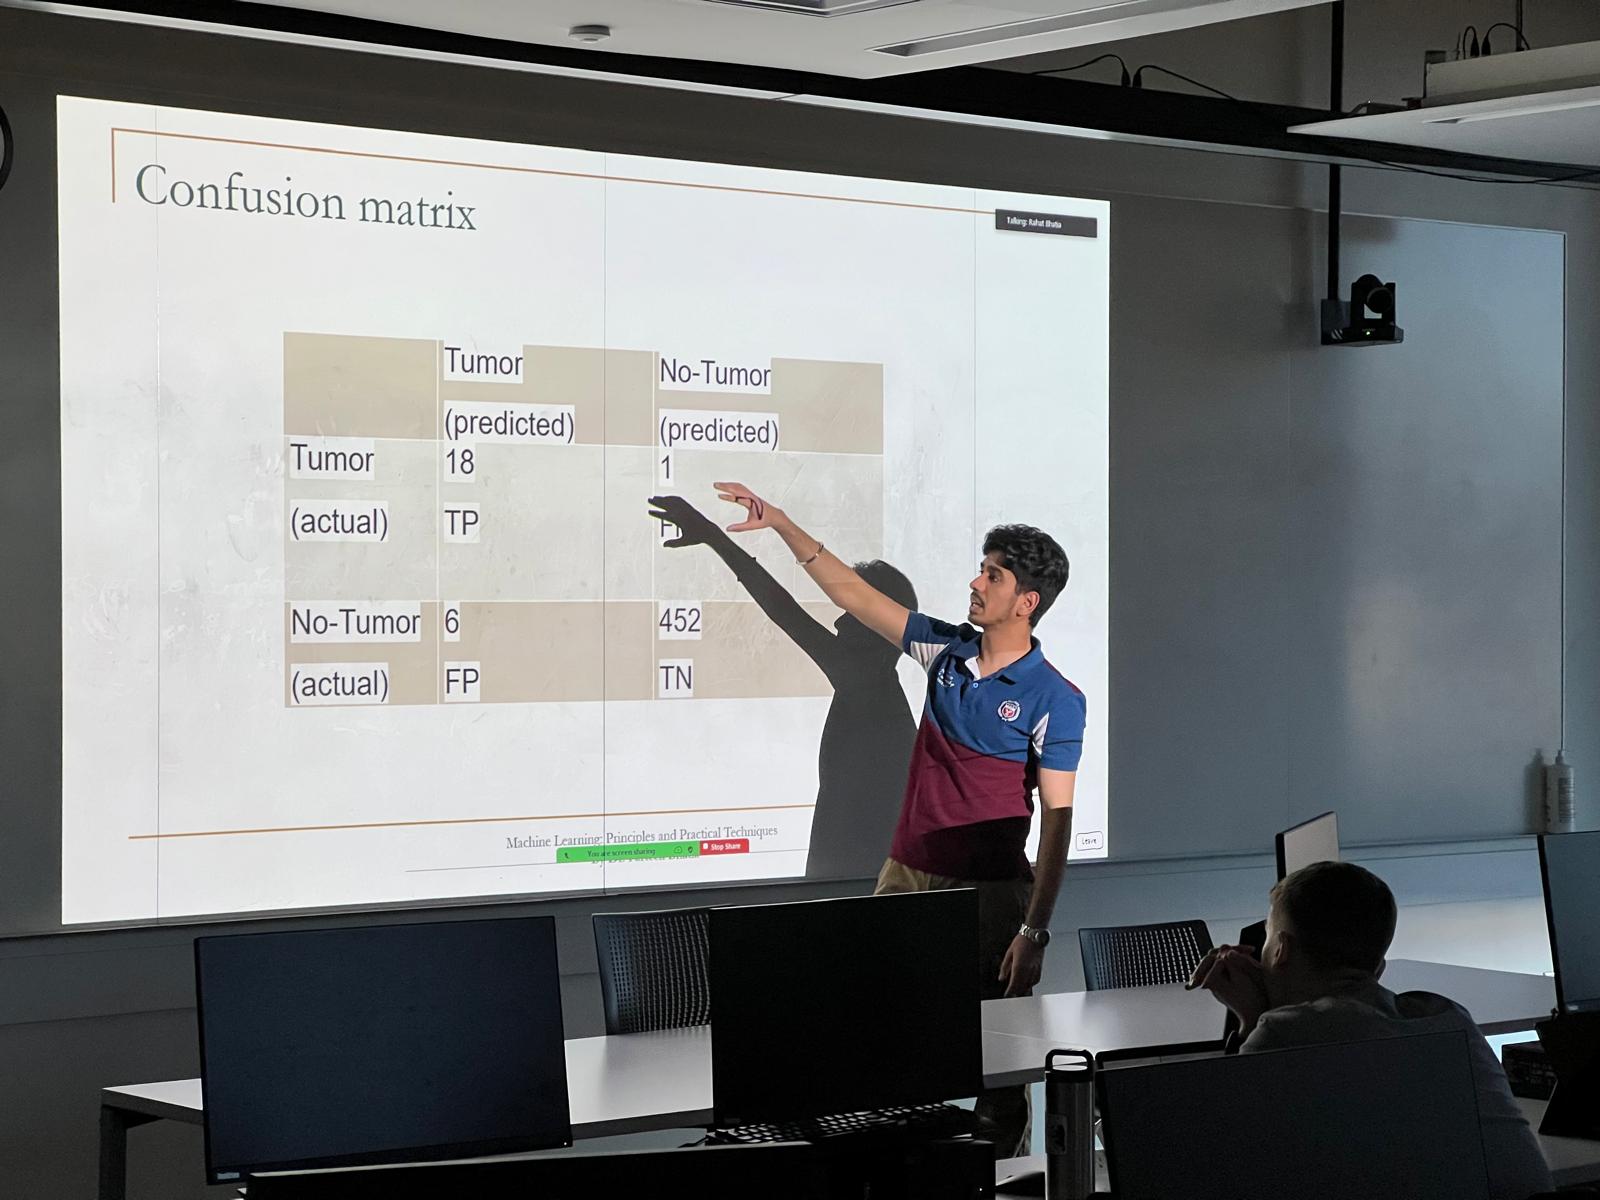 Confusion matrix
Talking: Rahat Bhatia
Tumor
(predicted)
No-Tumor
(predicted)
Tumor
(actual)
18
TP
1
No-Tumor
(actual)
6
FP
452
TN
Machine Learning: Principles and Practical Techniques
You are screen sharing
Stop Share
Leave